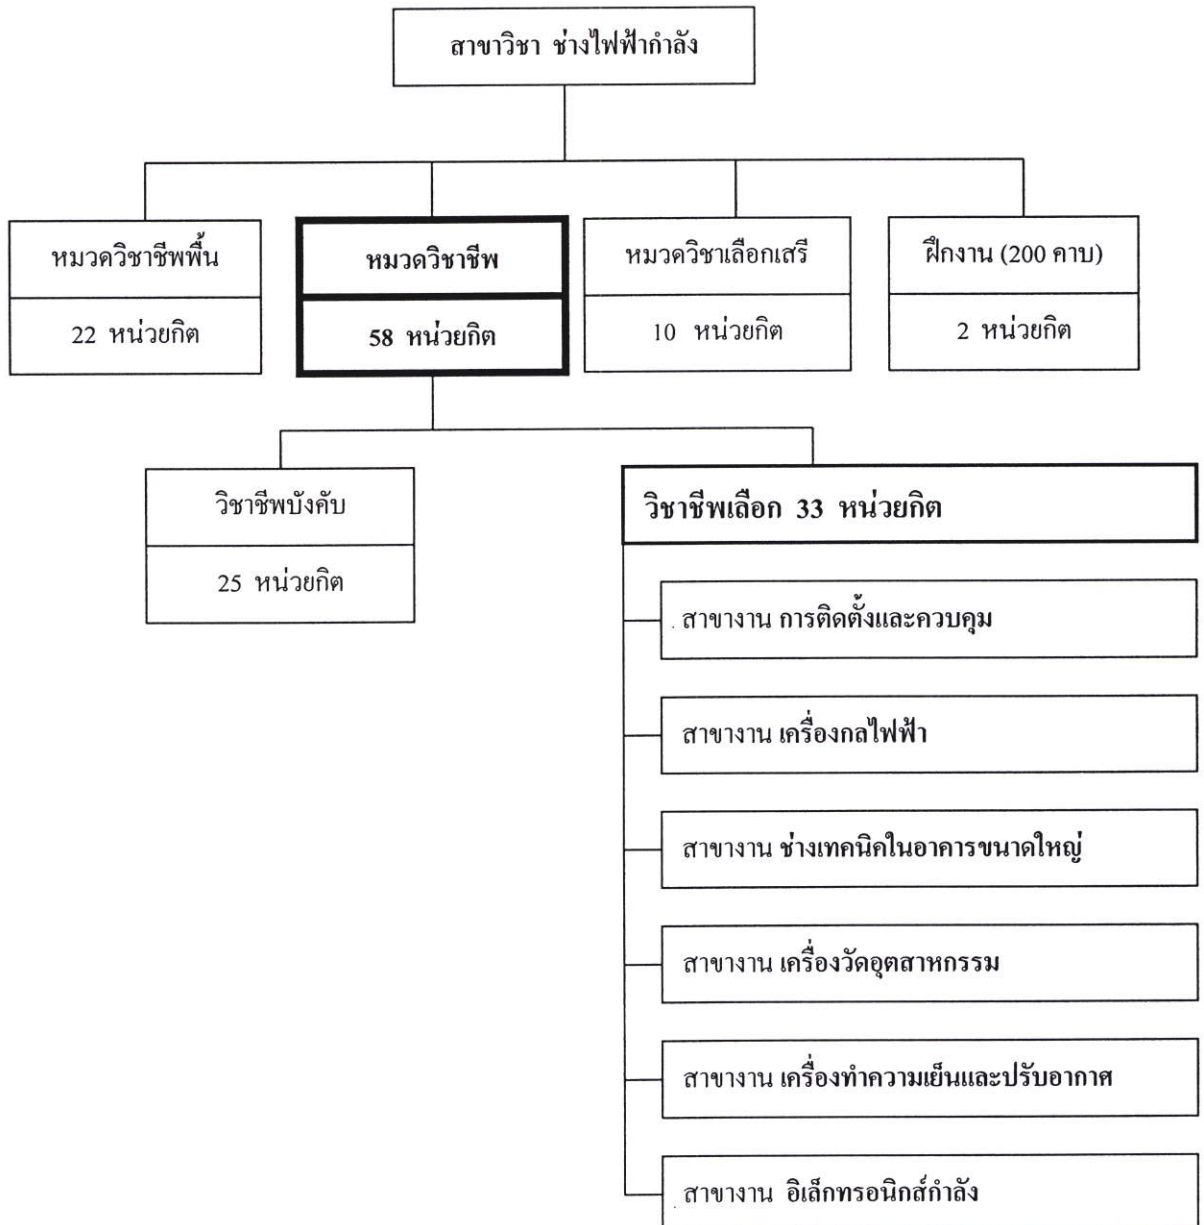 สาขาวิชา ช่างไฟฟ้ากำลัง
หมวดวิชาชีพพื้น
22 หน่วยกิต
หมวดวิชาชีพ
58 หน่วยกิต
หมวดวิชาเลือกเสรี
10 หน่วยกิต
ฝึกงาน (200 คาบ)
2 หน่วยกิต
วิชาชีพบังคับ
25 หน่วยกิต
วิชาชีพเลือก 33 หน่วยกิต
สาขางาน การติดตั้งและควบคุม
สาขางาน เครื่องกลไฟฟ้า
สาขางาน ช่างเทคนิคในอาคารขนาดใหญ่
สาขางาน เครื่องวัดอุตสาหกรรม
สาขางาน เครื่องทำความเย็นและปรับอากาศ
สาขางาน อิเล็กทรอนิกส์กำลัง